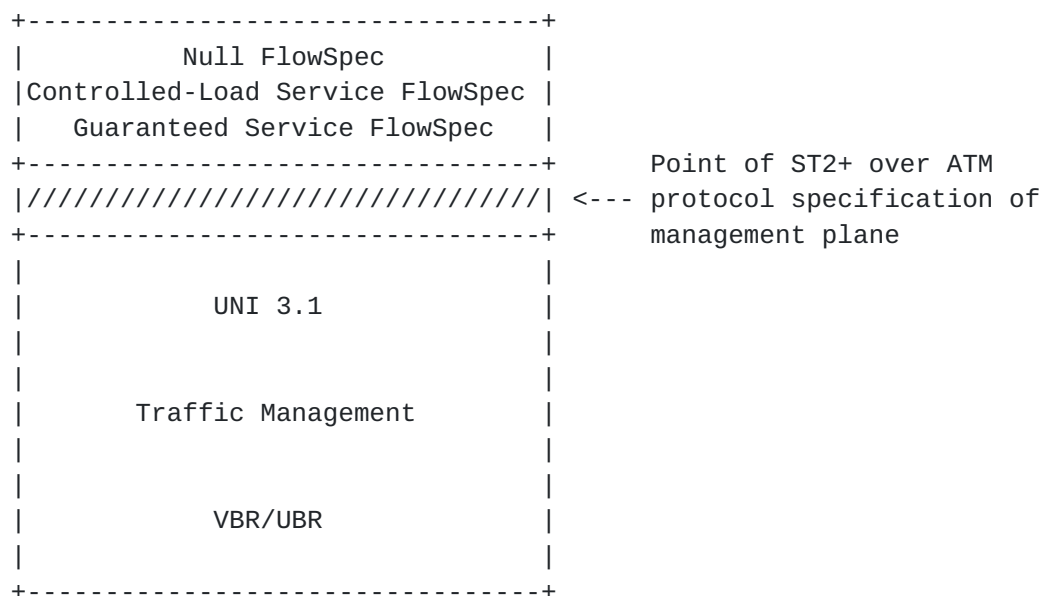 +---------------------------------+
|          Null FlowSpec          |
|Controlled-Load Service FlowSpec |
|   Guaranteed Service FlowSpec   |
+---------------------------------+      Point of ST2+ over ATM
|/////////////////////////////////| <--- protocol specification of
+---------------------------------+      management plane
|                                 |
|            UNI 3.1              |
|                                 |
|                                 |
|       Traffic Management        |
|                                 |
|                                 |
|            VBR/UBR              |
|                                 |
+---------------------------------+